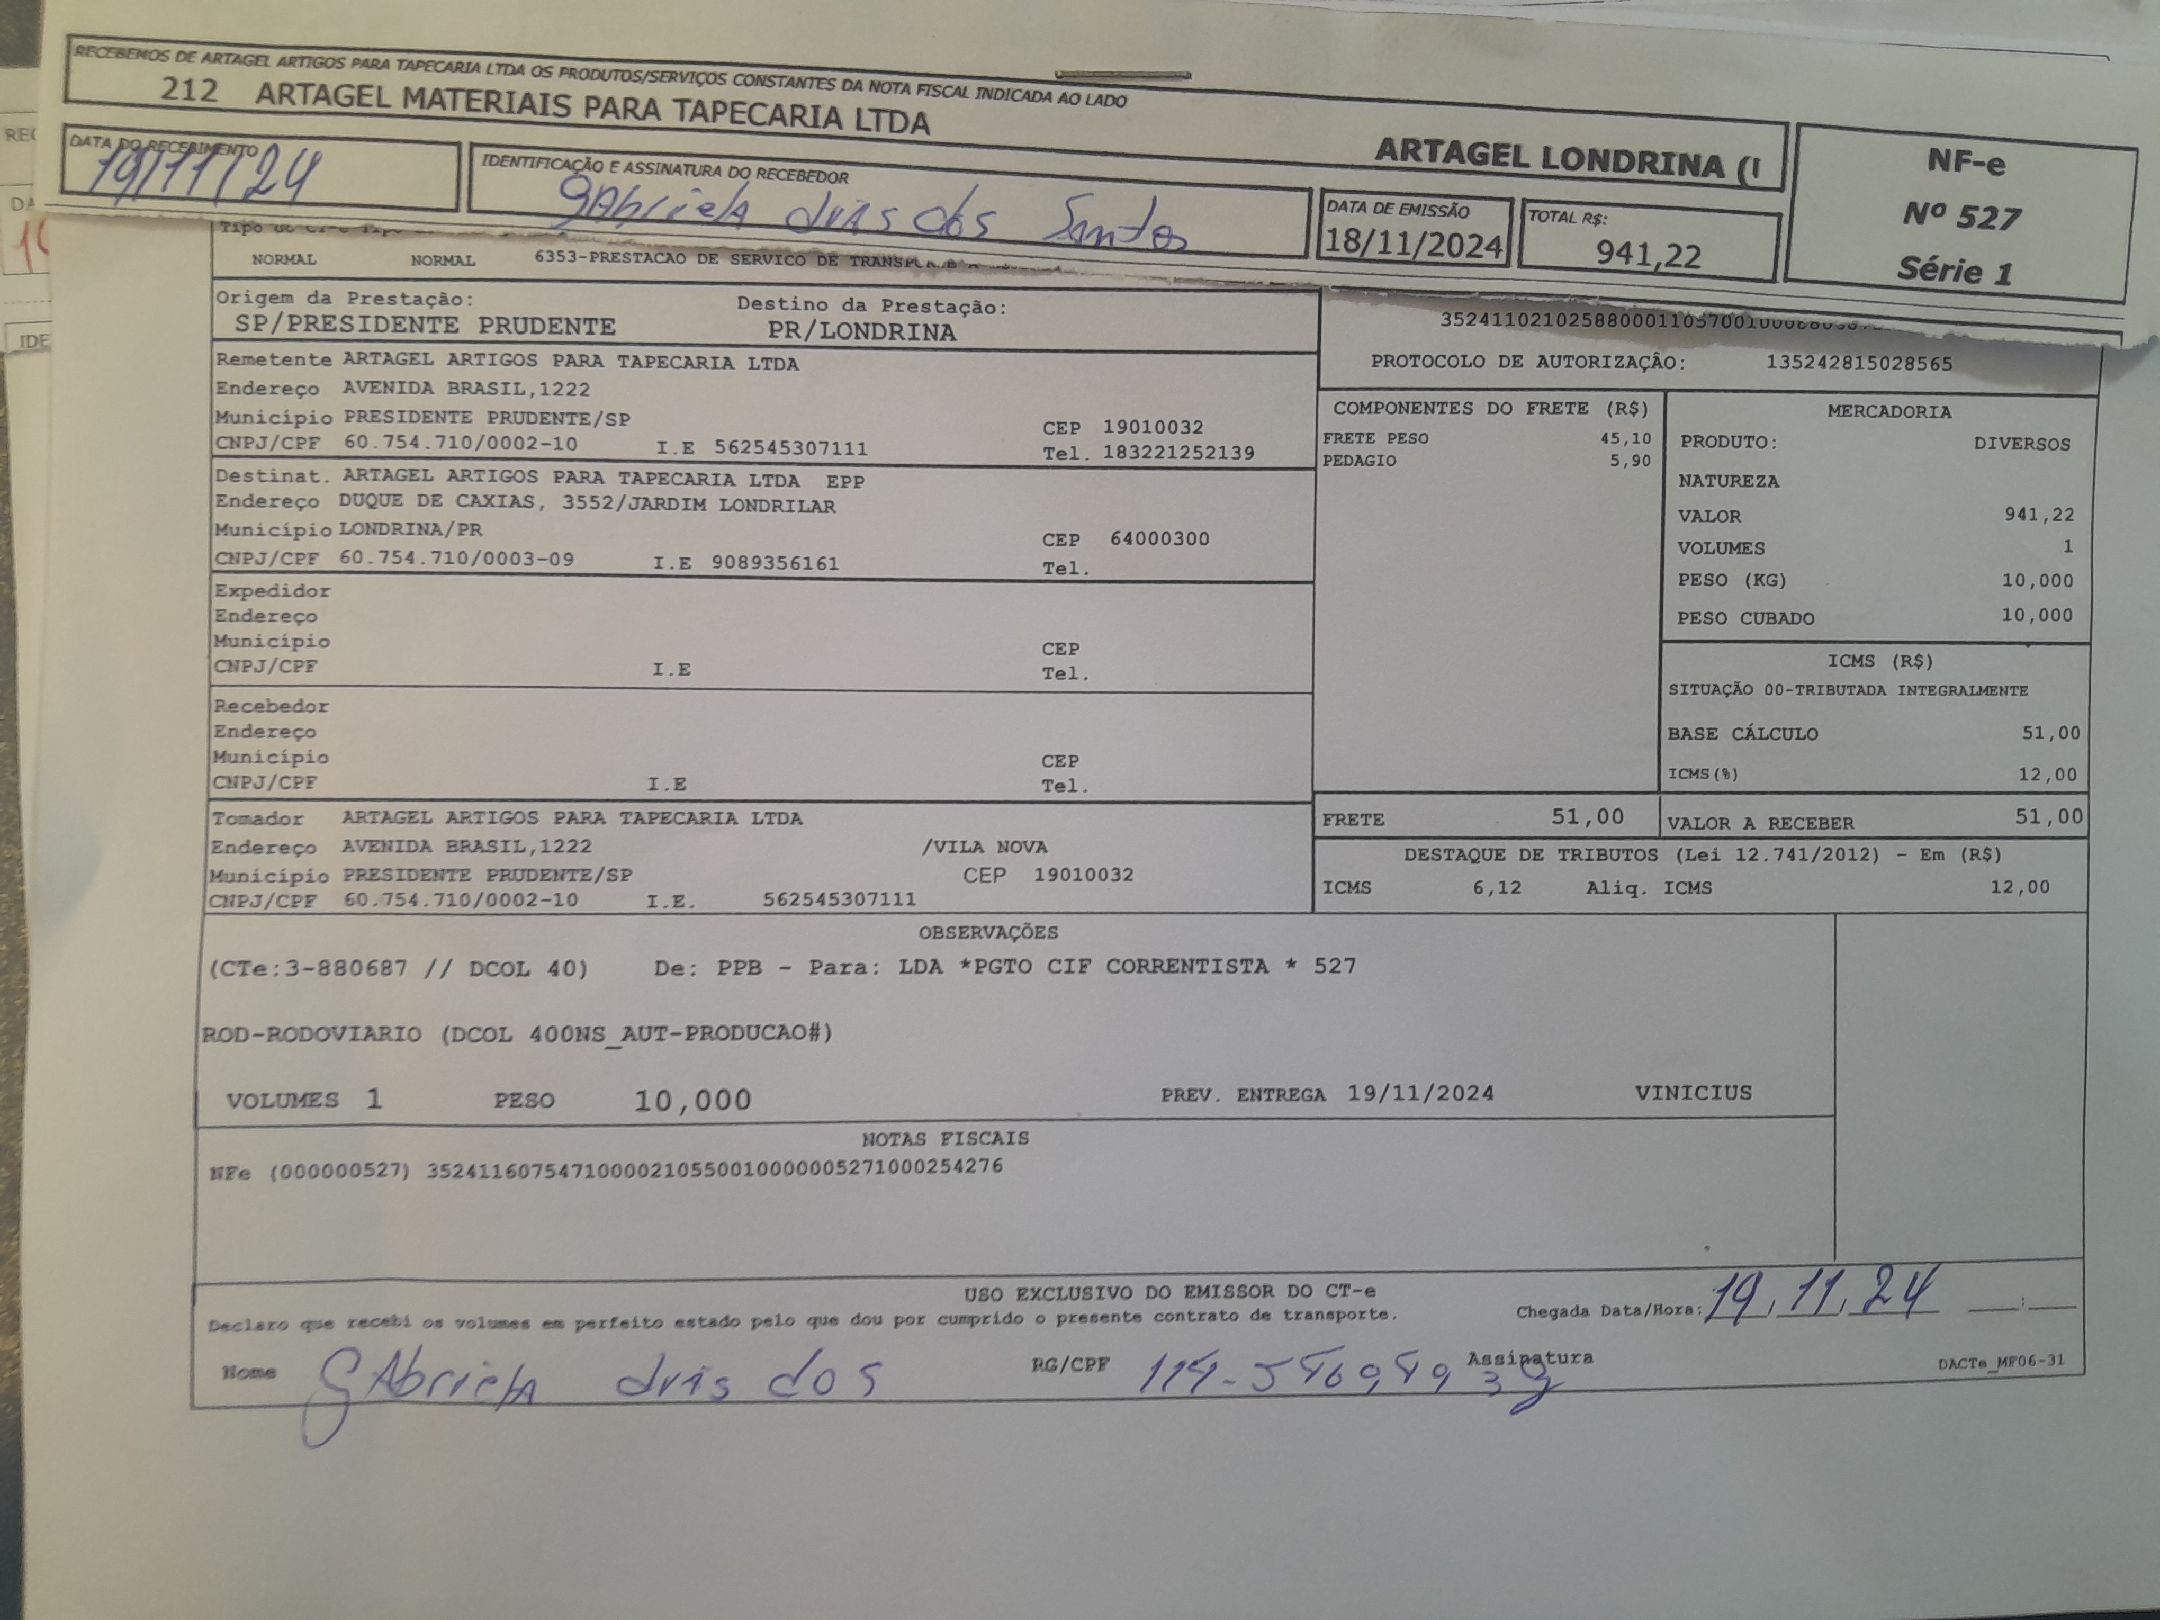 RECEBEMOS DE ARTAGEL ARTIGOS PARA TAPECARIA LTDA OS PRODUTOS/SERVIÇOS CONSTANTES DA NOTA FISCAL INDICADA AO LADO
212 ARTAGEL MATERIAIS PARA TAPECARIA LTDA
ARTAGEL LONDRINA (
NF-e
Nº 527
Série 1
DATA DO RECEBIMENTO
19/11/24
IDENTIFICAÇÃO E ASSINATURA DO RECEBEDOR
Gabriela dos Santos
DATA DE EMISSÃO
18/11/2024
TOTAL R$:
941,22
NORMAL NORMAL 6353-PRESTACAO DE SERVICO DE
Origem da Prestação: Destino da Prestação:
SP/PRESIDENTE PRUDENTE PR/LONDRINA
PROTOCOLO DE AUTORIZAÇÃO: 135242815028565
Remetente ARTAGEL ARTIGOS PARA TAPECARIA LTDA
Endereço AVENIDA BRASIL,1222
Município PRESIDENTE PRUDENTE/SP CEP 19010032
CNPJ/CPF 60.754.710/0002-10 I.E 562545307111 Tel. 183221252139
Destinat. ARTAGEL ARTIGOS PARA TAPECARIA LTDA EPP
Endereço DUQUE DE CAXIAS, 3552/JARDIM LONDRILAR
Município LONDRINA/PR CEP 64000300
CNPJ/CPF 60.754.710/0003-09 I.E 9089356161 Tel.
Expedidor
Endereço
Município CEP
CNPJ/CPF I.E Tel.
Recebedor
Endereço
Município CEP
CNPJ/CPF I.E Tel.
Tomador ARTAGEL ARTIGOS PARA TAPECARIA LTDA
Endereço AVENIDA BRASIL,1222 /VILA NOVA
Município PRESIDENTE PRUDENTE/SP CEP 19010032
CNPJ/CPF 60.754.710/0002-10 I.E. 562545307111
COMPONENTES DO FRETE (R$)
FRETE PESO 45,10
PEDAGIO 5,90
MERCADORIA
PRODUTO: DIVERSOS
NATUREZA
VALOR 941,22
VOLUMES 1
PESO (KG) 10,000
PESO CUBADO 10,000
ICMS (R$)
SITUAÇÃO 00-TRIBUTADA INTEGRALMENTE
BASE CÁLCULO 51,00
ICMS(%) 12,00
FRETE 51,00 VALOR A RECEBER 51,00
DESTAQUE DE TRIBUTOS (Lei 12.741/2012) - Em (R$)
ICMS 6,12 Aliq. ICMS 12,00
OBSERVAÇÕES
(CTe:3-880687 // DCOL 40) De: PPB - Para: LDA *PGTO CIF CORRENTISTA * 527
ROD-RODOVIARIO (DCOL 400NS_AUT-PRODUCAO#)
VOLUMES 1 PESO 10,000 PREV. ENTREGA 19/11/2024 VINICIUS
NOTAS FISCAIS
NFe (000000527) 35241160754710000210550010000005271000254276
USO EXCLUSIVO DO EMISSOR DO CT-e
Declaro que recebi os volumes em perfeito estado pelo que dou por cumprido o presente contrato de transporte.
Chegada Data/Hora: 19, 11, 24 __:__
Nome Gabriela dos RG/CPF Assinatura
DACTe_MF06-31